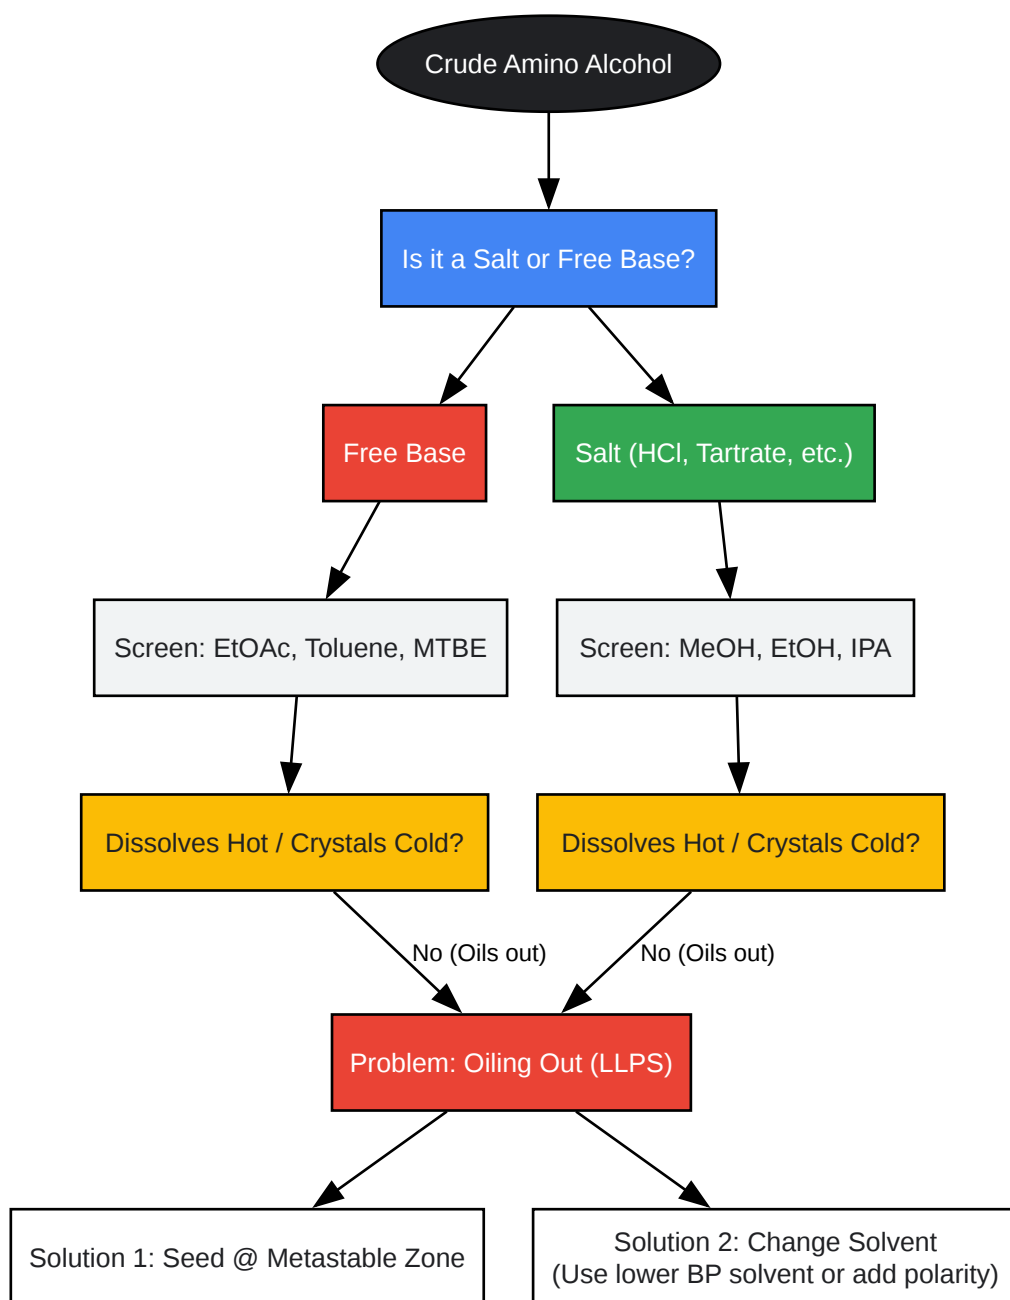 Crude Amino Alcohol
Is it a Salt or Free Base?
Free Base
Salt (HCl, Tartrate, etc.)
Screen: EtOAc, Toluene, MTBE
Screen: MeOH, EtOH, IPA
Dissolves Hot / Crystals Cold?
Dissolves Hot / Crystals Cold?
No (Oils out)
No (Oils out)
Problem: Oiling Out (LLPS)
Solution 1: Seed @ Metastable Zone
Solution 2: Change Solvent
(Use lower BP solvent or add polarity)